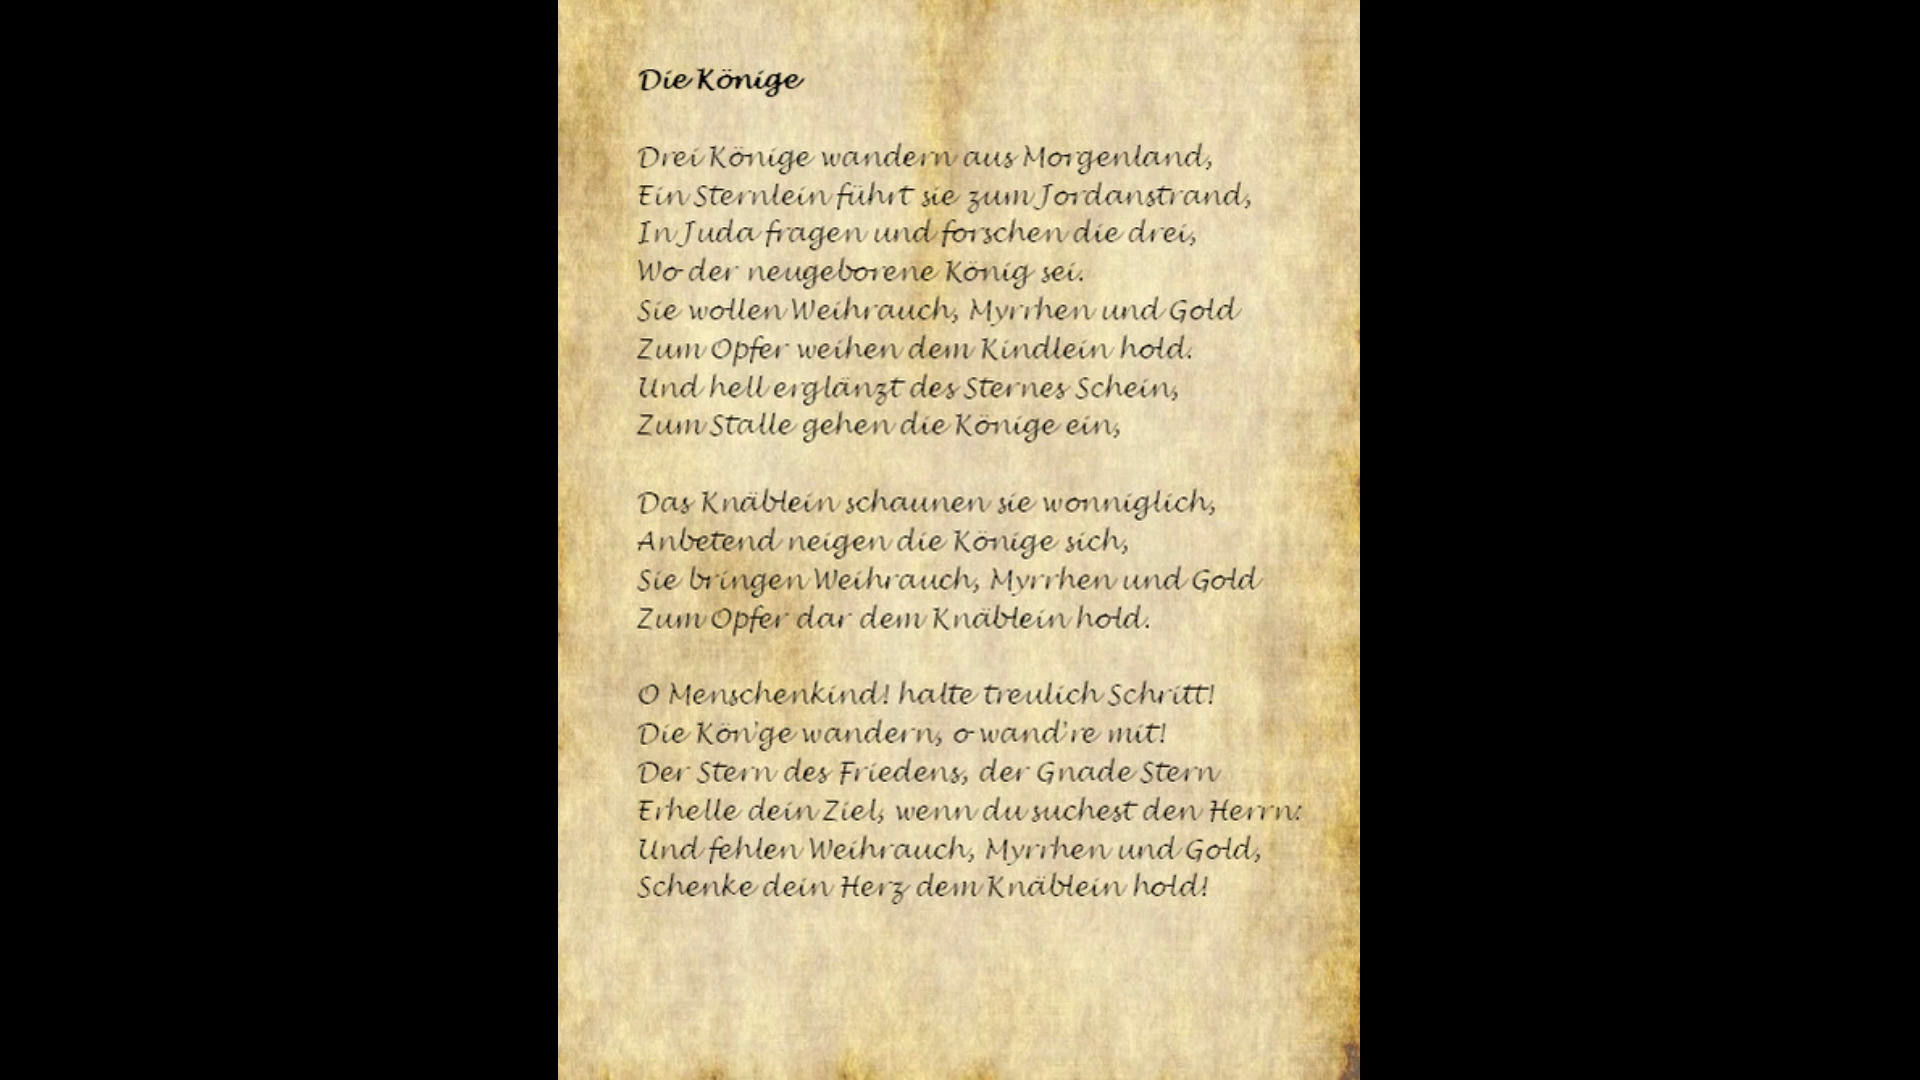 Die Könige
Drei Könige wandern aus Morgenland,
Ein Sternlein führt sie zum Jordanstrand,
In Juda fragen und forschen die drei,
Wo der neugeborene König sei.
Sie wollen Weihrauch, Myrrhen und Gold
Zum Opfer weihen dem Kindlein hold.
Und hell erglänzt des Sternes Schein,
Zum Stalle gehen die Könige ein,
Das Knäblein schaunen sie wonniglich,
Anbetend neigen die Könige sich,
Sie bringen Weihrauch, Myrrhen und Gold
Zum Opfer dar dem Knäblein hold.
O Menschenkind! halte treulich Schritt!
Die Kön'ge wandern, o wand're mit!
Der Stern des Friedens, der Gnade Stern
Erhelle dein Ziel, wenn du suchest den Herrn:
Und fehlen Weihrauch, Myrrhen und Gold,
Schenke dein Herz dem Knäblein hold!